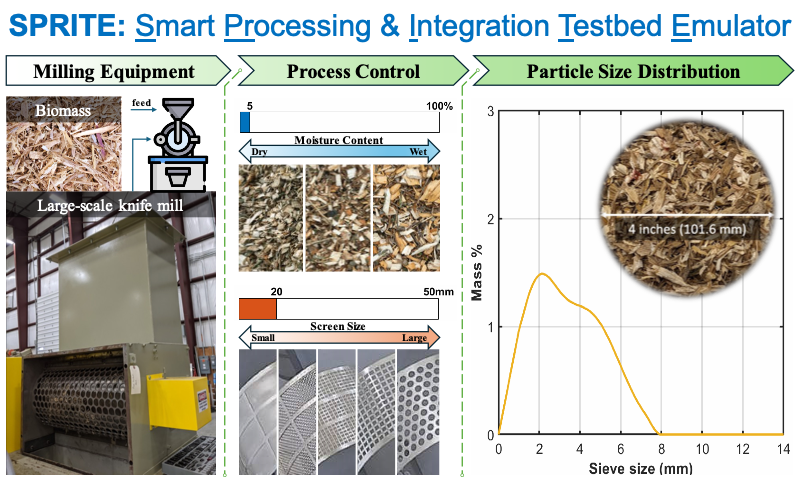 SPRITE: Smart Processing & Integration Testbed Emulator
Milling Equipment
Process Control
Particle Size Distribution
Biomass
feed
Large-scale knife mill
5
100%
Moisture Content
Dry
Wet
20
50mm
Screen Size
Small
Large
Mass %
3
2
1
0
4 inches (101.6 mm)
0 2 4 6 8 10 12 14
Sieve size (mm)